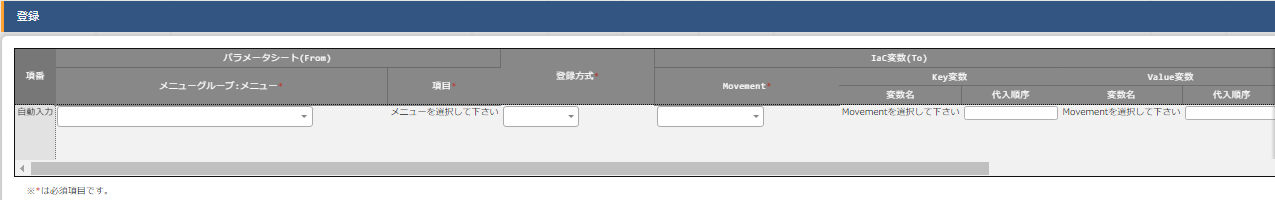 登録
パラメータシート(From)
IaC変数(To)
項番
登録方式*
Key変数
Value変数
メニューグループ:メニュー*
項目*
Movement*
変数名
代入順序
変数名
代入順序
自動入力
メニューを選択して下さい
Movementを選択して下さい
Movementを選択して下さい
※*は必須項目です。